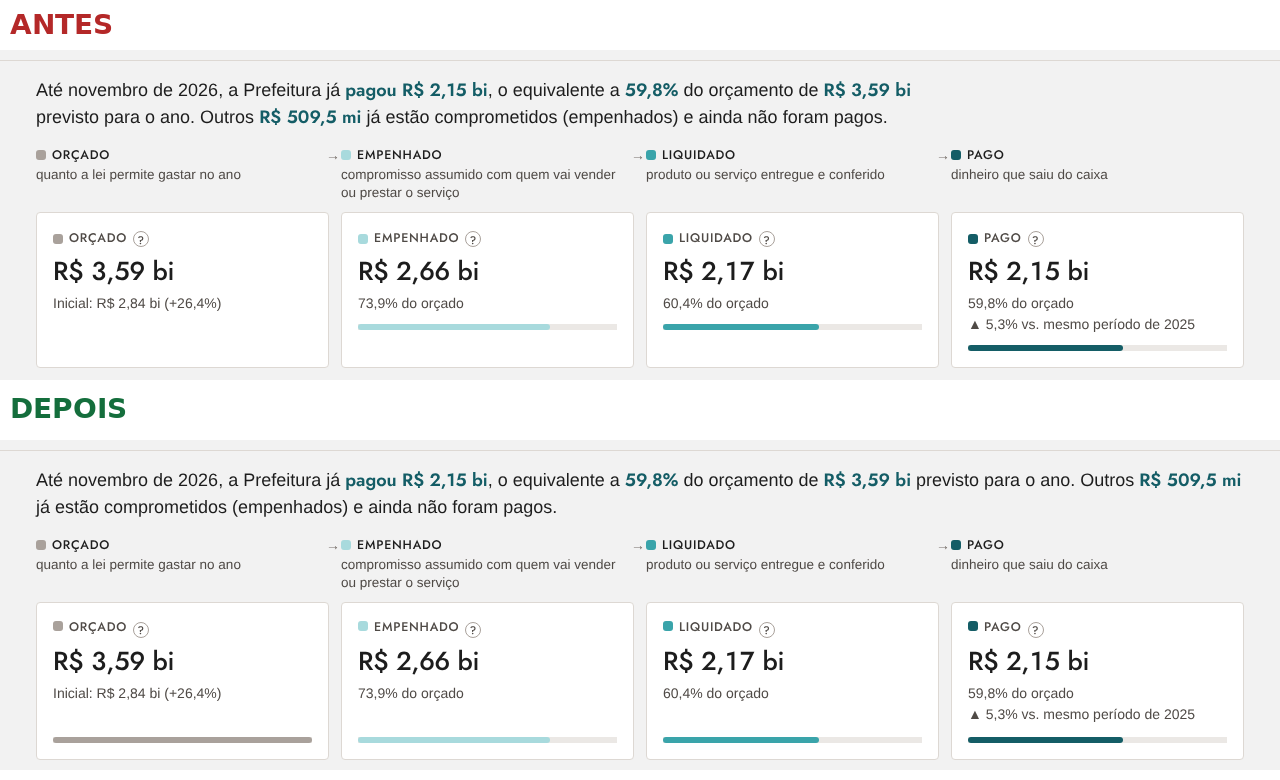 ANTES
Até novembro de 2026, a Prefeitura já pagou R$ 2,15 bi, o equivalente a 59,8% do orçamento de R$ 3,59 bi
previsto para o ano. Outros R$ 509,5 mi já estão comprometidos (empenhados) e ainda não foram pagos.
ORÇADO → EMPENHADO → LIQUIDADO → PAGO
quanto a lei permite gastar no ano compromisso assumido com quem vai vender produto ou serviço entregue e conferido dinheiro que saiu do caixa
ou prestar o serviço
ORÇADO ? EMPENHADO ? LIQUIDADO ? PAGO ?
R$ 3,59 bi R$ 2,66 bi R$ 2,17 bi R$ 2,15 bi
Inicial: R$ 2,84 bi (+26,4%) 73,9% do orçado 60,4% do orçado 59,8% do orçado
▲ 5,3% vs. mesmo período de 2025
DEPOIS
Até novembro de 2026, a Prefeitura já pagou R$ 2,15 bi, o equivalente a 59,8% do orçamento de R$ 3,59 bi previsto para o ano. Outros R$ 509,5 mi
já estão comprometidos (empenhados) e ainda não foram pagos.
ORÇADO → EMPENHADO → LIQUIDADO → PAGO
quanto a lei permite gastar no ano compromisso assumido com quem vai vender produto ou serviço entregue e conferido dinheiro que saiu do caixa
ou prestar o serviço
ORÇADO ? EMPENHADO ? LIQUIDADO ? PAGO ?
R$ 3,59 bi R$ 2,66 bi R$ 2,17 bi R$ 2,15 bi
Inicial: R$ 2,84 bi (+26,4%) 73,9% do orçado 60,4% do orçado 59,8% do orçado
▲ 5,3% vs. mesmo período de 2025